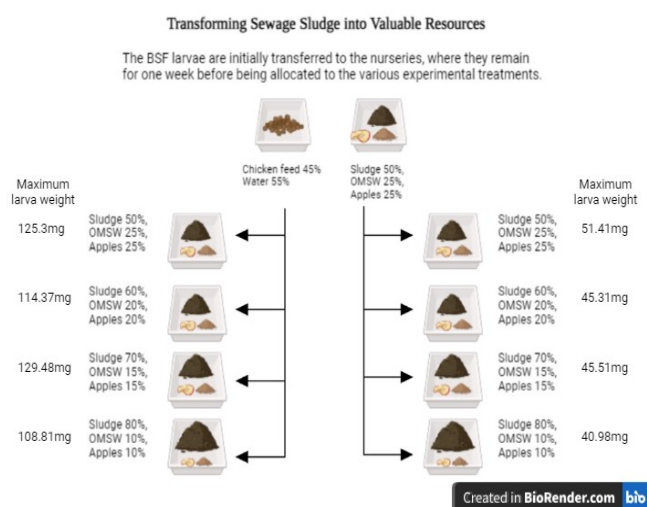 Transforming Sewage Sludge into Valuable Resources
The BSF larvae are initially transferred to the nurseries, where they remain
for one week before being allocated to the various experimental treatments.
Chicken feed 45%
Water 55%
Sludge 50%,
OMSW 25%,
Apples 25%
Maximum
larva weight
125.3mg
Sludge 50%,
OMSW 25%,
Apples 25%
114.37mg
Sludge 60%,
OMSW 20%,
Apples 20%
129.48mg
Sludge 70%,
OMSW 15%,
Apples 15%
108.81mg
Sludge 80%,
OMSW 10%,
Apples 10%
Maximum
larva weight
Sludge 50%,
OMSW 25%,
Apples 25%
51.41mg
Sludge 60%,
OMSW 20%,
Apples 20%
45.31mg
Sludge 70%,
OMSW 15%,
Apples 15%
45.51mg
Sludge 80%,
OMSW 10%,
Apples 10%
40.98mg
Created in BioRender.com bio